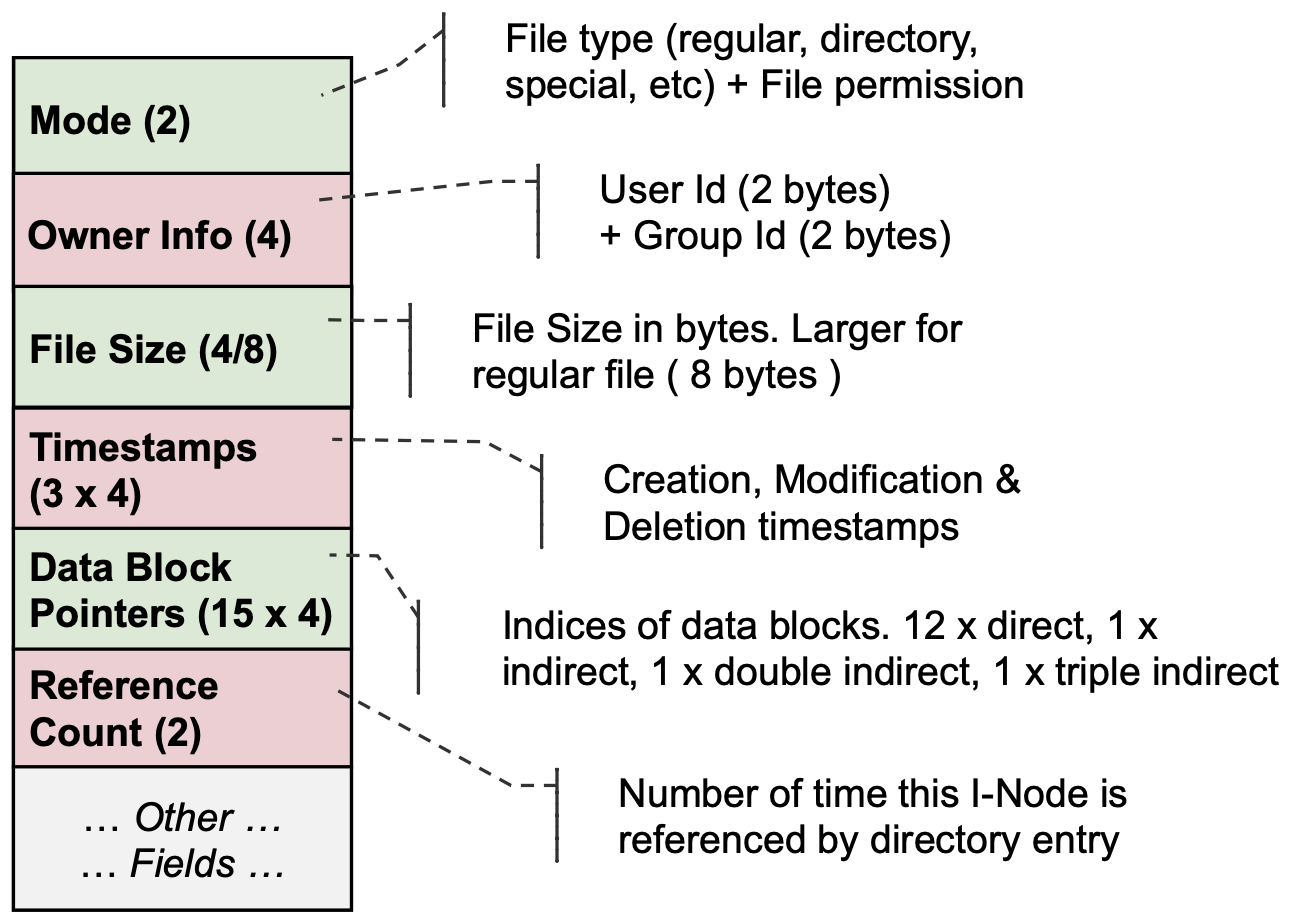 Mode (2)
File type (regular, directory,
special, etc) + File permission
Owner Info (4)
User Id (2 bytes)
+ Group Id (2 bytes)
File Size (4/8)
File Size in bytes. Larger for
regular file ( 8 bytes )
Timestamps
(3 x 4)
Creation, Modification &
Deletion timestamps
Data Block
Pointers (15 x 4)
Indices of data blocks. 12 x direct, 1 x
indirect, 1 x double indirect, 1 x triple indirect
Reference
Count (2)
Number of time this I-Node is
referenced by directory entry
… Other …
… Fields …